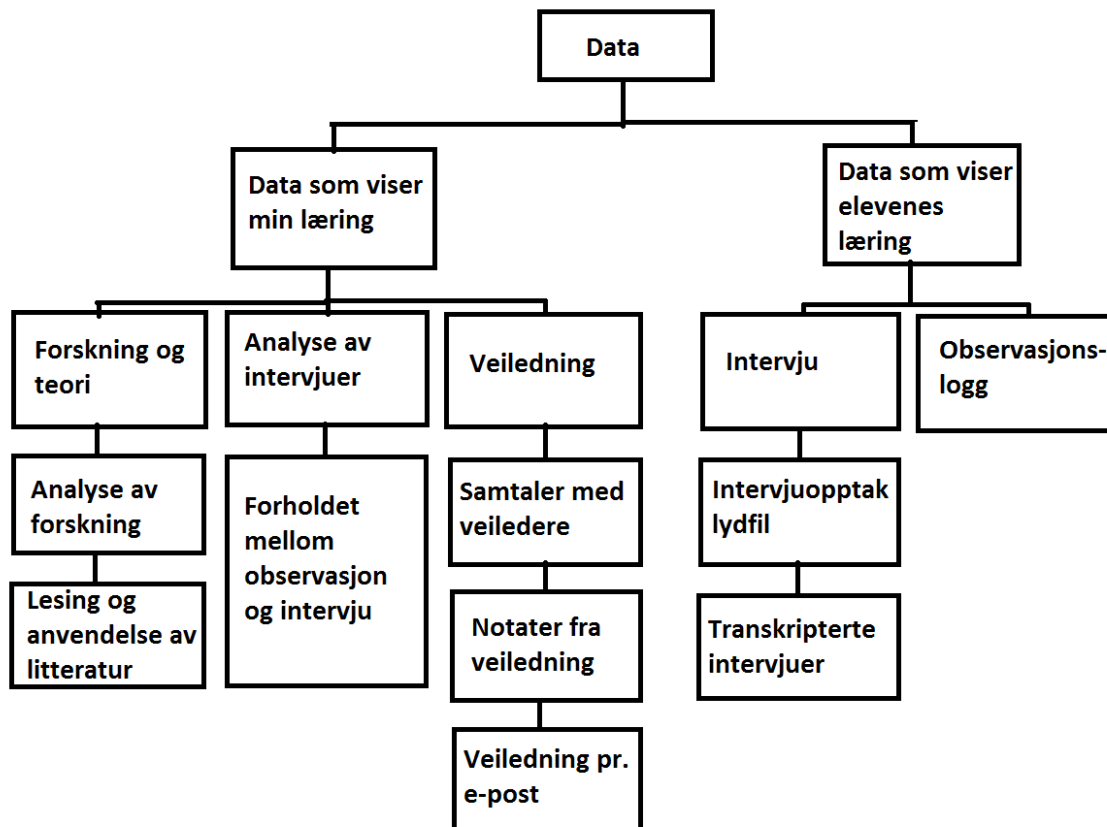 Data
Data som viser
min læring
Data som viser
elevenes
læring
Forskning og
teori
Analyse av
intervjuer
Veiledning
Intervju
Observasjons-
logg
Analyse av
forskning
Forholdet
mellom
observasjon
og intervju
Samtaler med
veiledere
Intervjuopptak
lydfil
Lesing og
anvendelse av
litteratur
Notater fra
veiledning
Transkripterte
intervjuer
Veiledning pr.
e-post